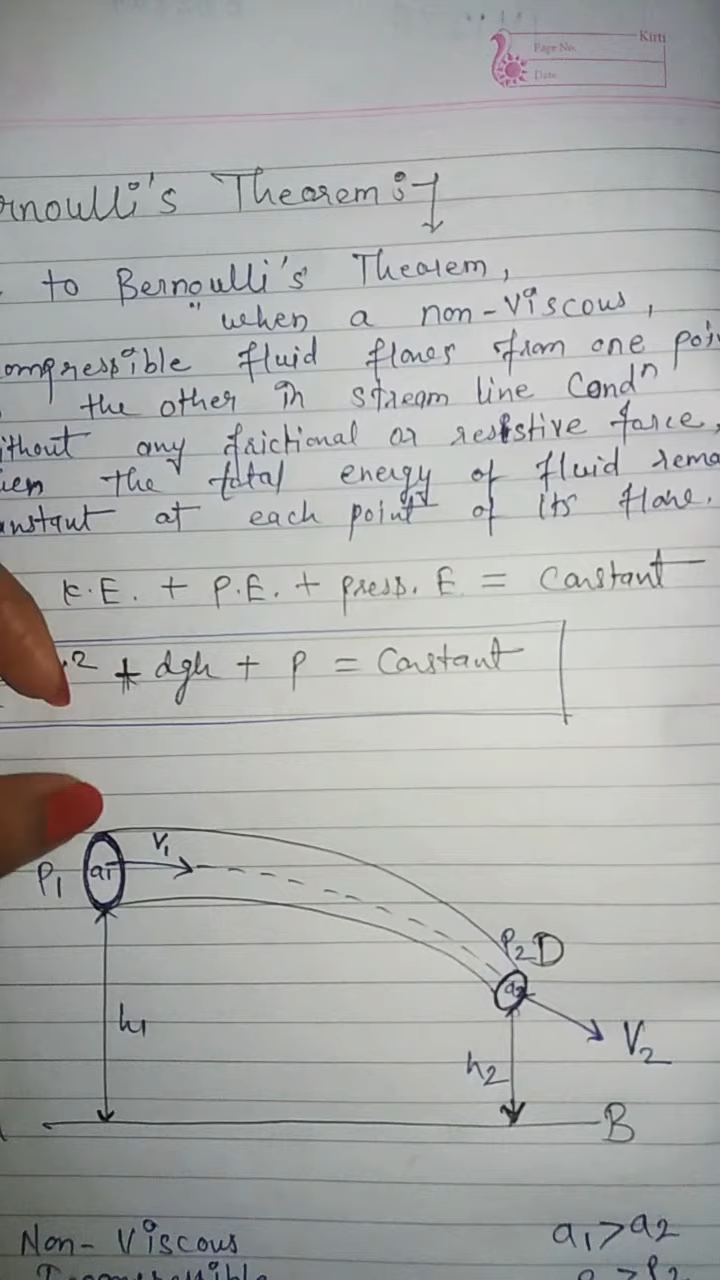 Kirti
Page No.
Date
rnoulli's Theorem :-
to Bernoulli's Theorem,
"when a non-Viscous,
ompressible fluid flows from one poi
the other in stream line Condⁿ
ithout any frictional or resistive force,
the total energy of fluid rema
nstant at each point of its flow.
K.E. + P.E. + press. E = Constant
2 + dgh + P = Constant
P1 a1 V1
P2 D
a2
V2
h1
h2
B
Non-Viscous a1 > a2